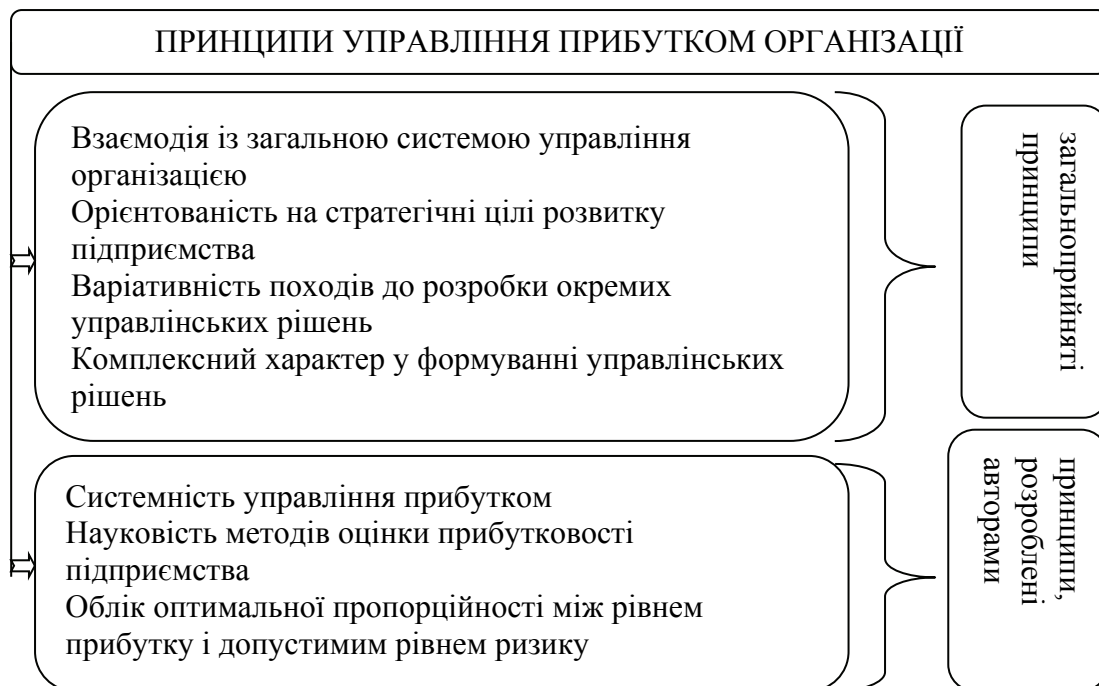 ПРИНЦИПИ УПРАВЛІННЯ ПРИБУТКОМ ОРГАНІЗАЦІЇ
Взаємодія із загальною системою управління
організацією
Орієнтованість на стратегічні цілі розвитку
підприємства
Варіативність походів до розробки окремих
управлінських рішень
Комплексний характер у формуванні управлінських
рішень
загальноприйняті
принципи
Системність управління прибутком
Науковість методів оцінки прибутковості
підприємства
Облік оптимальної пропорційності між рівнем
прибутку і допустимим рівнем ризику
принципи,
розроблені
авторами